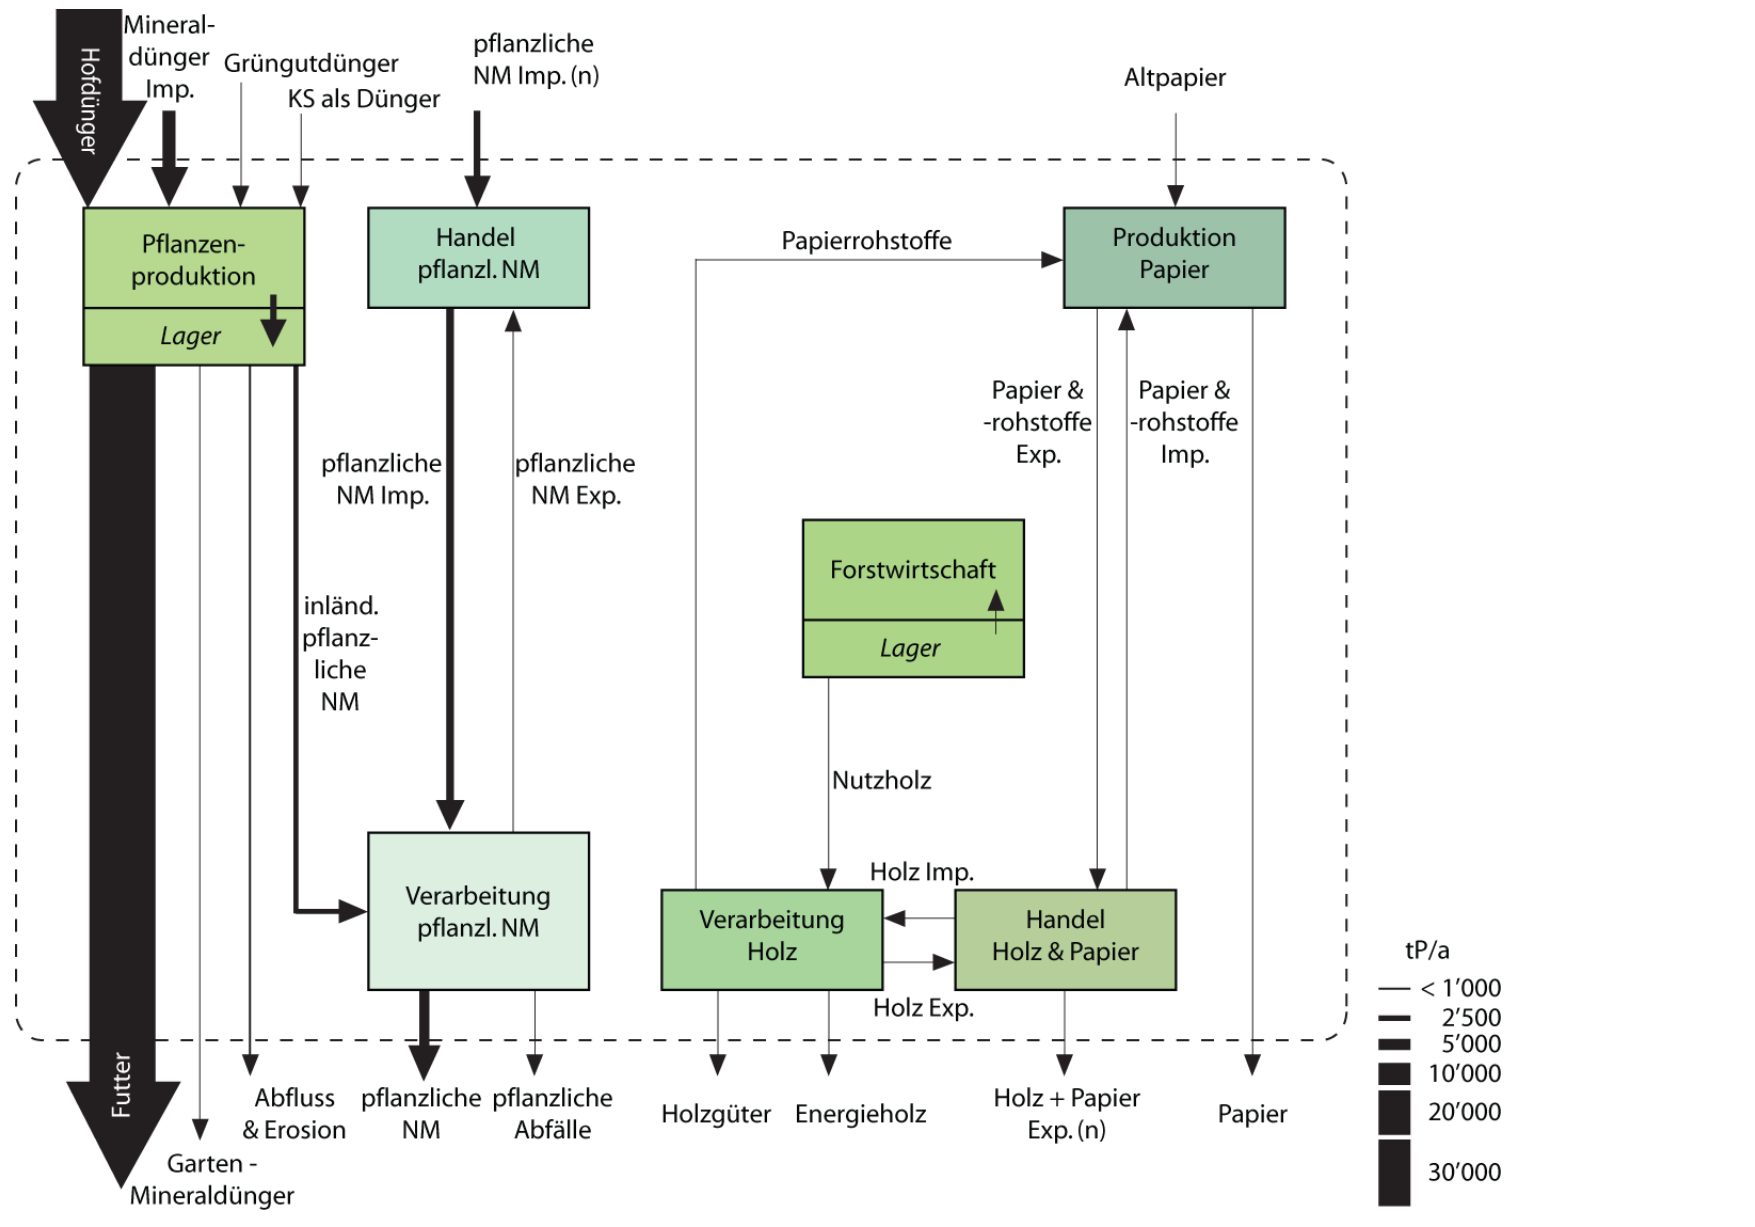 Hofdünger
Mineral-
dünger
Imp.
Grüngutdünger
KS als Dünger
pflanzliche
NM Imp. (n)
Altpapier
Pflanzen-
produktion
Lager
Handel
pflanzl. NM
Papierrohstoffe
Produktion
Papier
pflanzliche
NM Imp.
pflanzliche
NM Exp.
Papier &
-rohstoffe
Exp.
Papier &
-rohstoffe
Imp.
inländ.
pflanz-
liche
NM
Forstwirtschaft
Lager
Nutzholz
Verarbeitung
pflanzl. NM
Holz Imp.
Verarbeitung
Holz
Handel
Holz & Papier
Holz Exp.
Futter
Garten -
Mineraldünger
Abfluss
& Erosion
pflanzliche
NM
pflanzliche
Abfälle
Holzgüter
Energieholz
Holz + Papier
Exp. (n)
Papier
tP/a
< 1’000
2’500
5’000
10’000
20’000
30’000